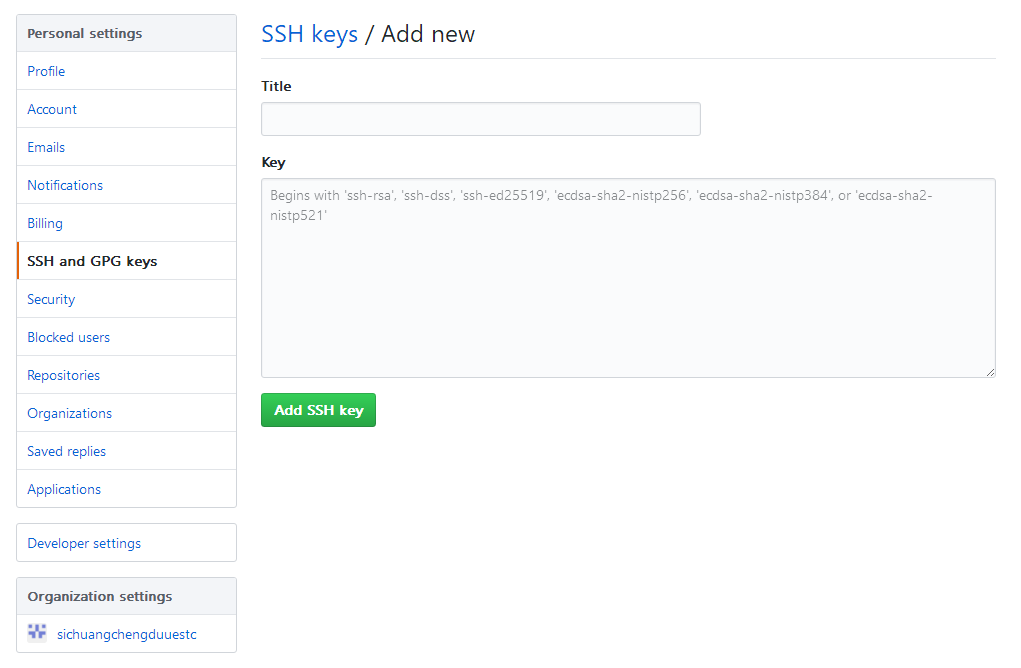 Personal settings
Profile
Account
Emails
Notifications
Billing
SSH and GPG keys
Security
Blocked users
Repositories
Organizations
Saved replies
Applications
Developer settings
Organization settings
sichuangchengduuestc
SSH keys / Add new
Title
Key
Begins with 'ssh-rsa', 'ssh-dss', 'ssh-ed25519', 'ecdsa-sha2-nistp256', 'ecdsa-sha2-nistp384', or 'ecdsa-sha2-
nistp521'
Add SSH key